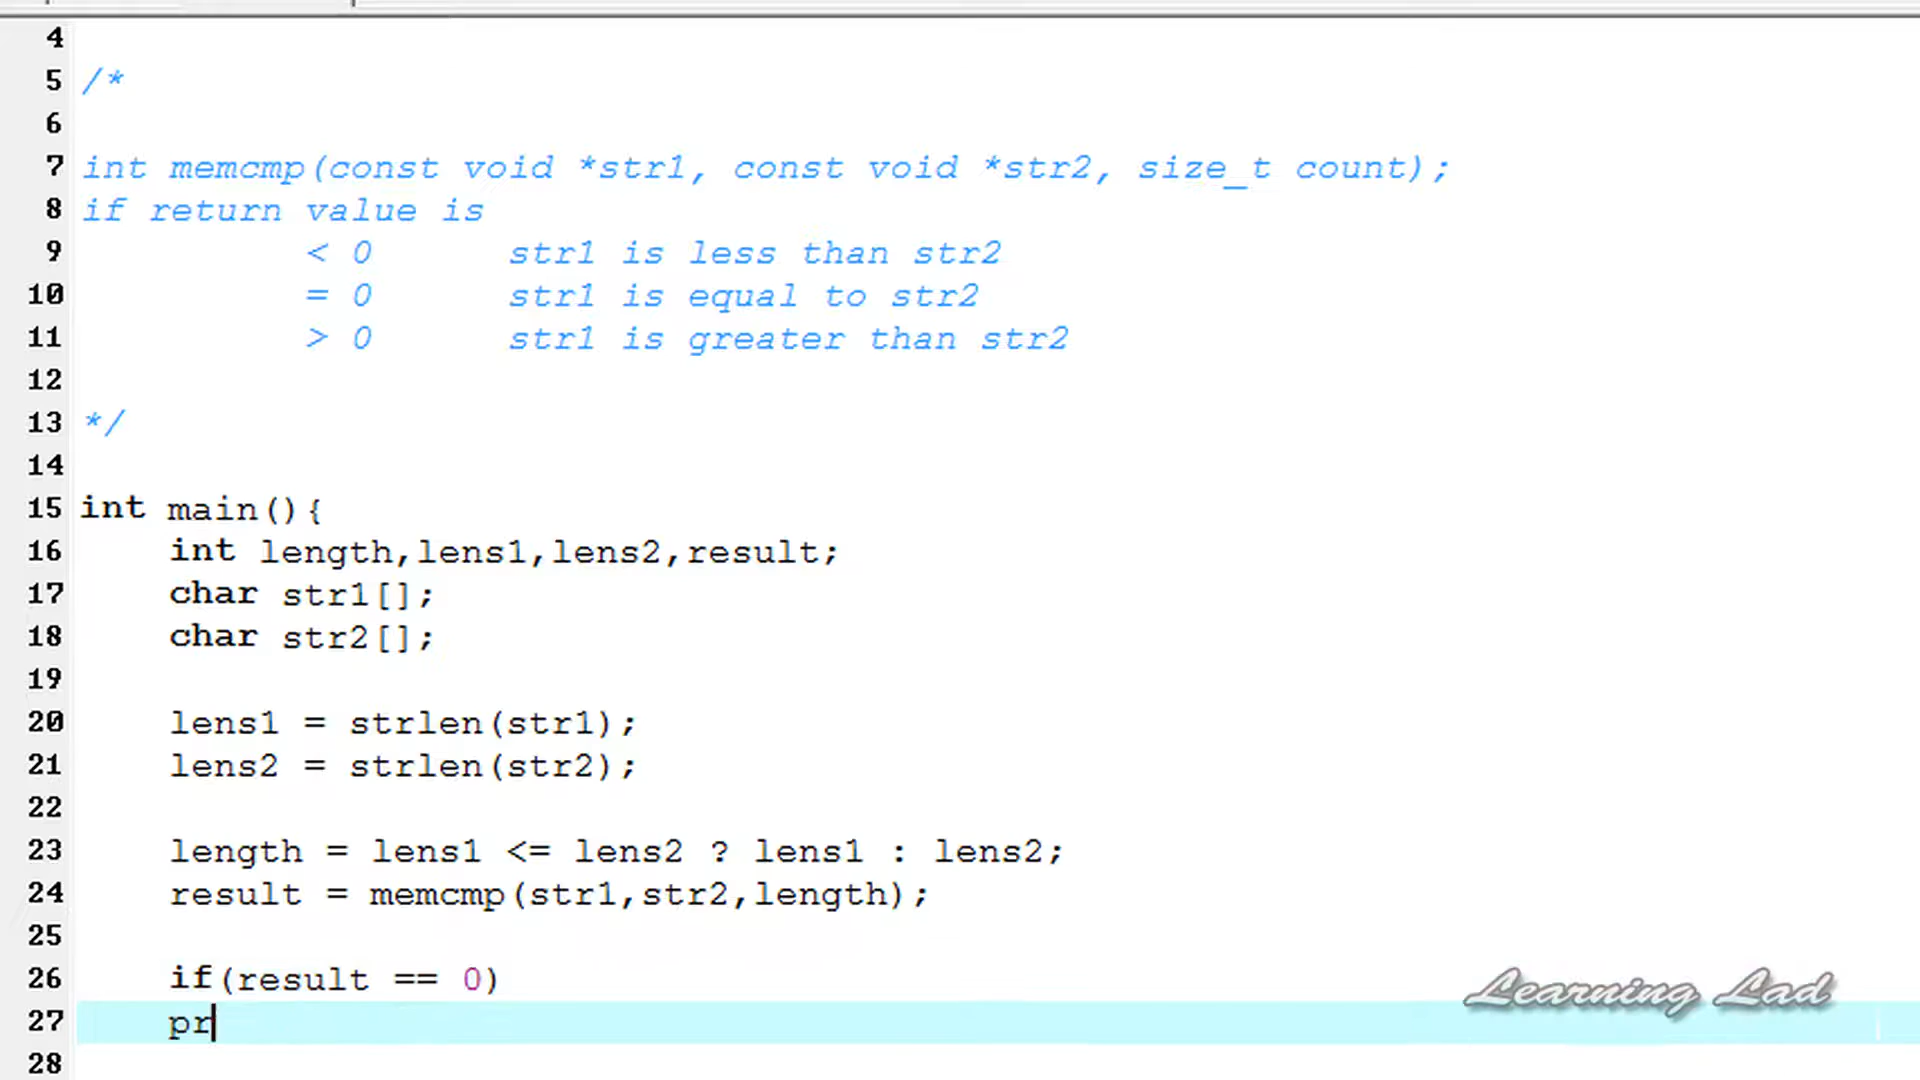 4
5 /*
6
7 int memcmp(const void *str1, const void *str2, size_t count);
8 if return value is
9 < 0 str1 is less than str2
10 = 0 str1 is equal to str2
11 > 0 str1 is greater than str2
12
13 */
14
15 int main(){
16 int length,lens1,lens2,result;
17 char str1[];
18 char str2[];
19
20 lens1 = strlen(str1);
21 lens2 = strlen(str2);
22
23 length = lens1 <= lens2 ? lens1 : lens2;
24 result = memcmp(str1,str2,length);
25
26 if(result == 0)
27 pr
28
Learning Lad